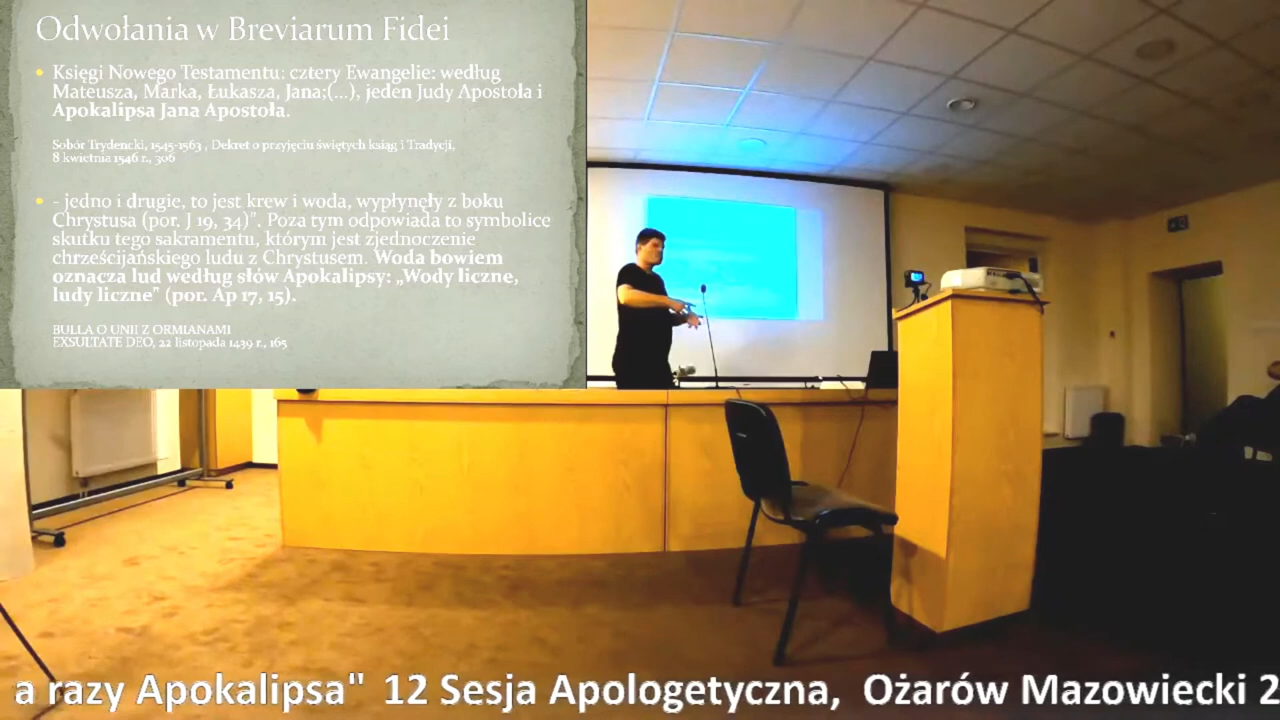 Odwołania w Breviarum Fidei
Księgi Nowego Testamentu: cztery Ewangelie: według
Mateusza, Marka, Łukasza, Jana;(...), jeden Judy Apostoła i
Apokalipsa Jana Apostoła.
Sobór Trydencki, 1545-1563 , Dekret o przyjęciu świętych ksiąg i Tradycji,
8 kwietnia 1546 r., 306
- jedno i drugie, to jest krew i woda, wypłynęły z boku
Chrystusa (por. J 19, 34)”. Poza tym odpowiada to symbolice
skutku tego sakramentu, którym jest zjednoczenie
chrześcijańskiego ludu z Chrystusem. Woda bowiem
oznacza lud według słów Apokalipsy: „Wody liczne,
ludy liczne” (por. Ap 17, 15).
BULLA O UNII Z ORMIANAMI
EXSULTATE DEO, 22 listopada 1439 r., 165
a razy Apokalipsa" 12 Sesja Apologetyczna, Ożarów Mazowiecki 2